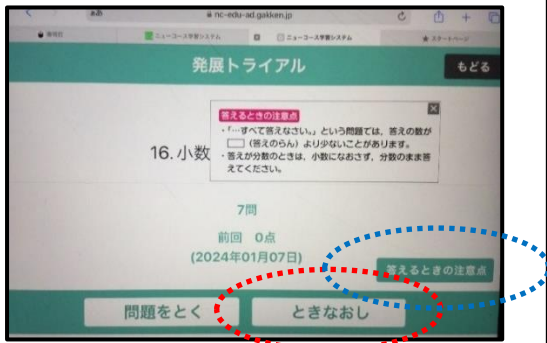 nc-edu-ad.gakken.jp
ニューコース学習システム
ニューコース学習システム
スタートページ
発展トライアル
もどる
答えるときの注意点
・「…すべて答えなさい。」という問題では、答えの数が
（答えのらん）より少ないことがあります。
・答えが分数のときは、小数になおさず、分数のまま答
えてください。
16.小数
7問
前回 0点
(2024年01月07日)
答えるときの注意点
問題をとく
ときなおし